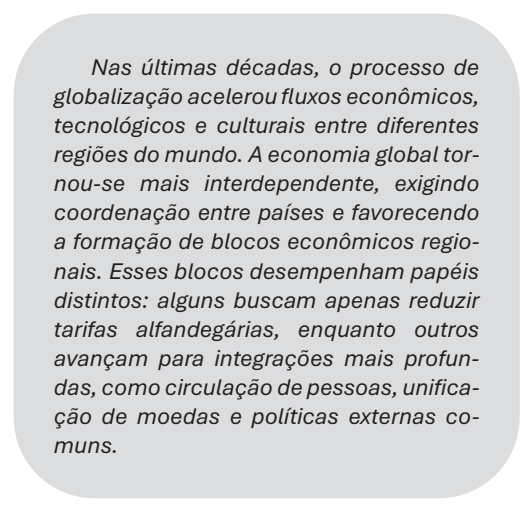 Nas últimas décadas, o processo de
globalização acelerou fluxos econômicos,
tecnológicos e culturais entre diferentes
regiões do mundo. A economia global tor-
nou-se mais interdependente, exigindo
coordenação entre países e favorecendo
a formação de blocos econômicos regio-
nais. Esses blocos desempenham papéis
distintos: alguns buscam apenas reduzir
tarifas alfandegárias, enquanto outros
avançam para integrações mais profun-
das, como circulação de pessoas, unifica-
ção de moedas e políticas externas co-
muns.